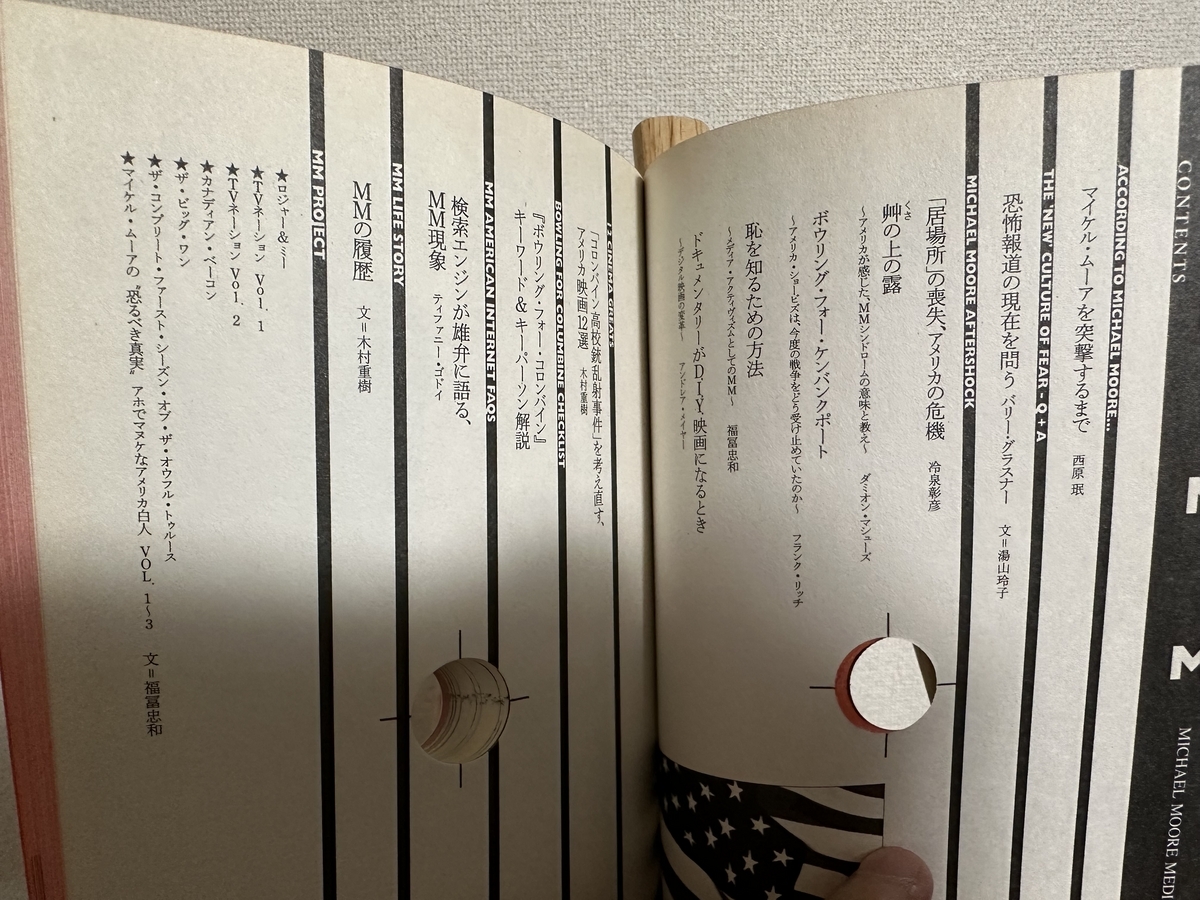 CONTENTS
M
MICHAEL MOORE MEDI
ACCORDING TO MICHAEL MOORE...
マイケル・ムーアを突撃するまで 西原 珉
THE 'NEW' CULTURE OF FEAR - Q + A
恐怖報道の現在を問う バリー・グラスナー 文=湯山玲子
MICHAEL MOORE AFTERSHOCK
「居場所」の喪失、アメリカの危機 冷泉彰彦
艸の上の露
くさ
~アメリカが感じた、MMシンドロームの意味と教え~ ダミオン・マシューズ
ボウリング・フォー・ケンバンクポート
~アメリカ・ショービズは、今度の戦争をどう受け止めていたのか~ フランク・リッチ
恥を知るための方法
~メディア・アクティヴィズムとしてのMM~ 福冨忠和
ドキュメンタリーがD.I.Y.映画になるとき
~デジタル映画の変革~ アンドレア・メイヤー
12 CINEMA GREATS
「コロンバイン高校銃乱射事件」を考え直す、
アメリカ映画12選 木村重樹
BOWLING FOR COLUMBINE CHECKLIST
『ボウリング・フォー・コロンバイン』
キーワード&キーパーソン解説
MM AMERICAN INTERNET FAQS
検索エンジンが雄弁に語る、
MM現象 ティファニー・ゴドイ
MM LIFE STORY
MMの履歴 文=木村重樹
MM PROJECT
★ロジャー&ミー
★TVネーション Vol. 1
★TVネーション Vol. 2
★カナディアン・ベーコン
★ザ・ビッグ・ワン
★ザ・コンプリート・ファースト・シーズン・オブ・ザ・オウフル・トゥルース
★マイケル・ムーアの〝恐るべき真実〟 アホでマヌケなアメリカ白人 VOL. 1~3 文=福冨忠和